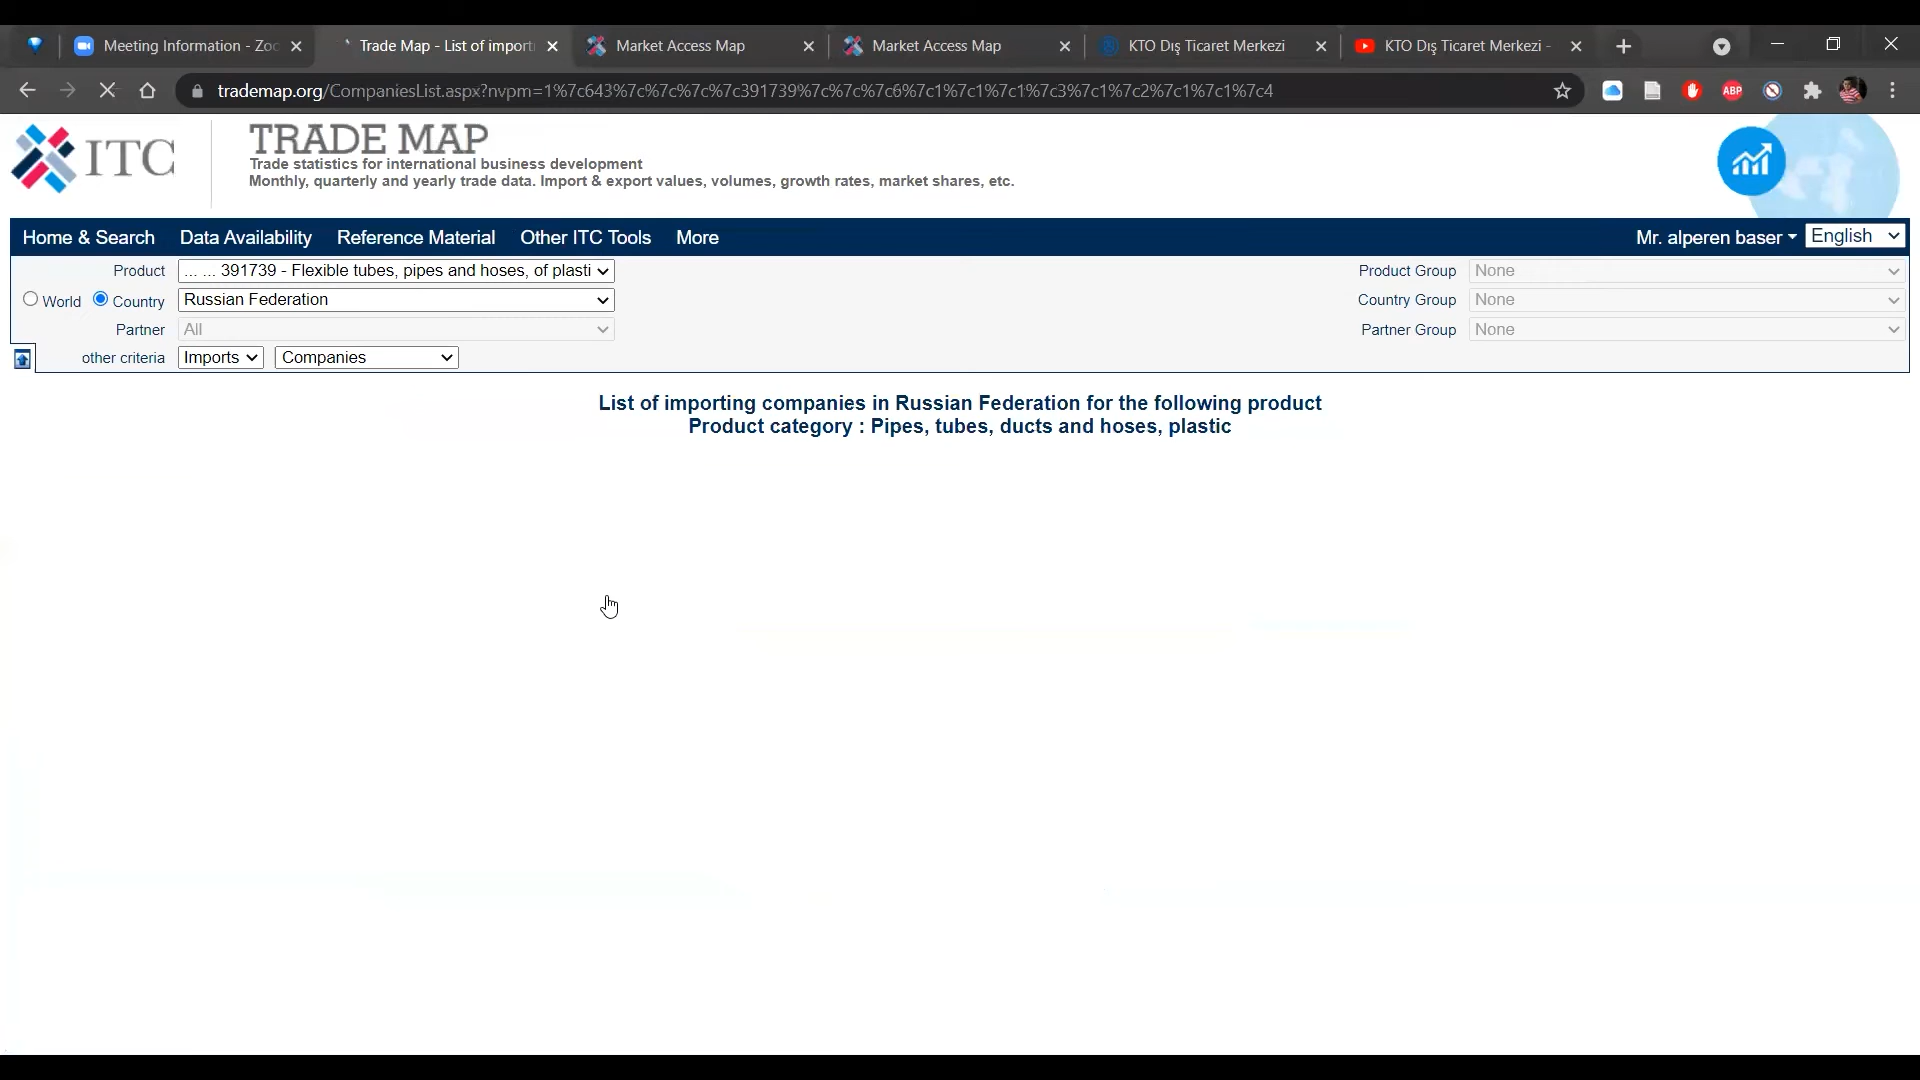 Meeting Information - Zoo
Trade Map - List of import
Market Access Map
Market Access Map
KTO Dış Ticaret Merkezi
KTO Dış Ticaret Merkezi -
trademap.org/CompaniesList.aspx?nvpm=1%7c643%7c%7c%7c%7c391739%7c%7c%7c6%7c1%7c1%7c1%7c3%7c1%7c2%7c1%7c1%7c4
ABP
ITC
TRADE MAP
Trade statistics for international business development
Monthly, quarterly and yearly trade data. Import & export values, volumes, growth rates, market shares, etc.
Home & Search Data Availability Reference Material Other ITC Tools More
Mr. alperen baser English
Product ... ... 391739 - Flexible tubes, pipes and hoses, of plasti
Product Group None
World Country Russian Federation
Country Group None
Partner All
Partner Group None
other criteria Imports Companies
List of importing companies in Russian Federation for the following product
Product category : Pipes, tubes, ducts and hoses, plastic